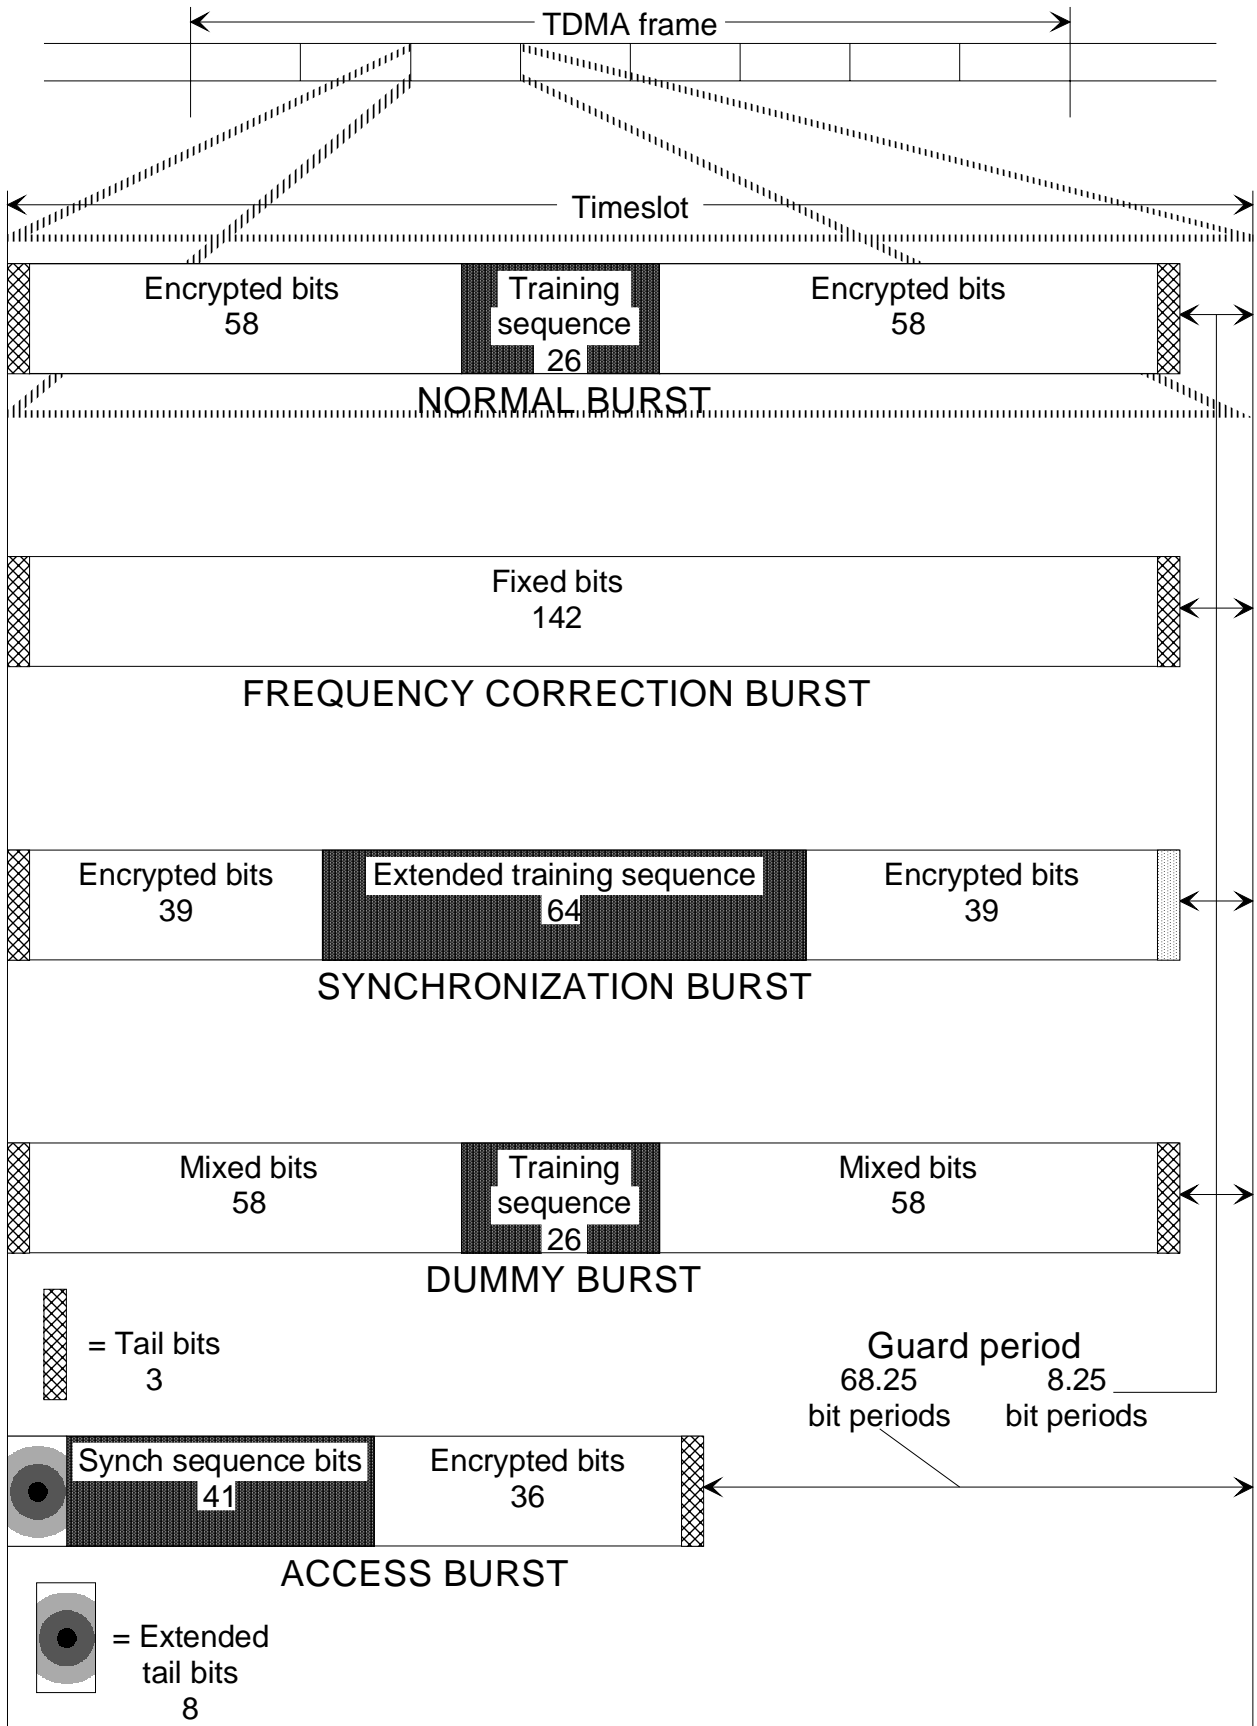 TDMA frame
Timeslot
Encrypted bits
58
Training
sequence
26
Encrypted bits
58
NORMAL BURST
Fixed bits
142
FREQUENCY CORRECTION BURST
Encrypted bits
39
Extended training sequence
64
Encrypted bits
39
SYNCHRONIZATION BURST
Mixed bits
58
Training
sequence
26
Mixed bits
58
DUMMY BURST
= Tail bits
3
Guard period
68.25
bit periods
8.25
bit periods
Synch sequence bits
41
Encrypted bits
36
ACCESS BURST
= Extended
tail bits
8